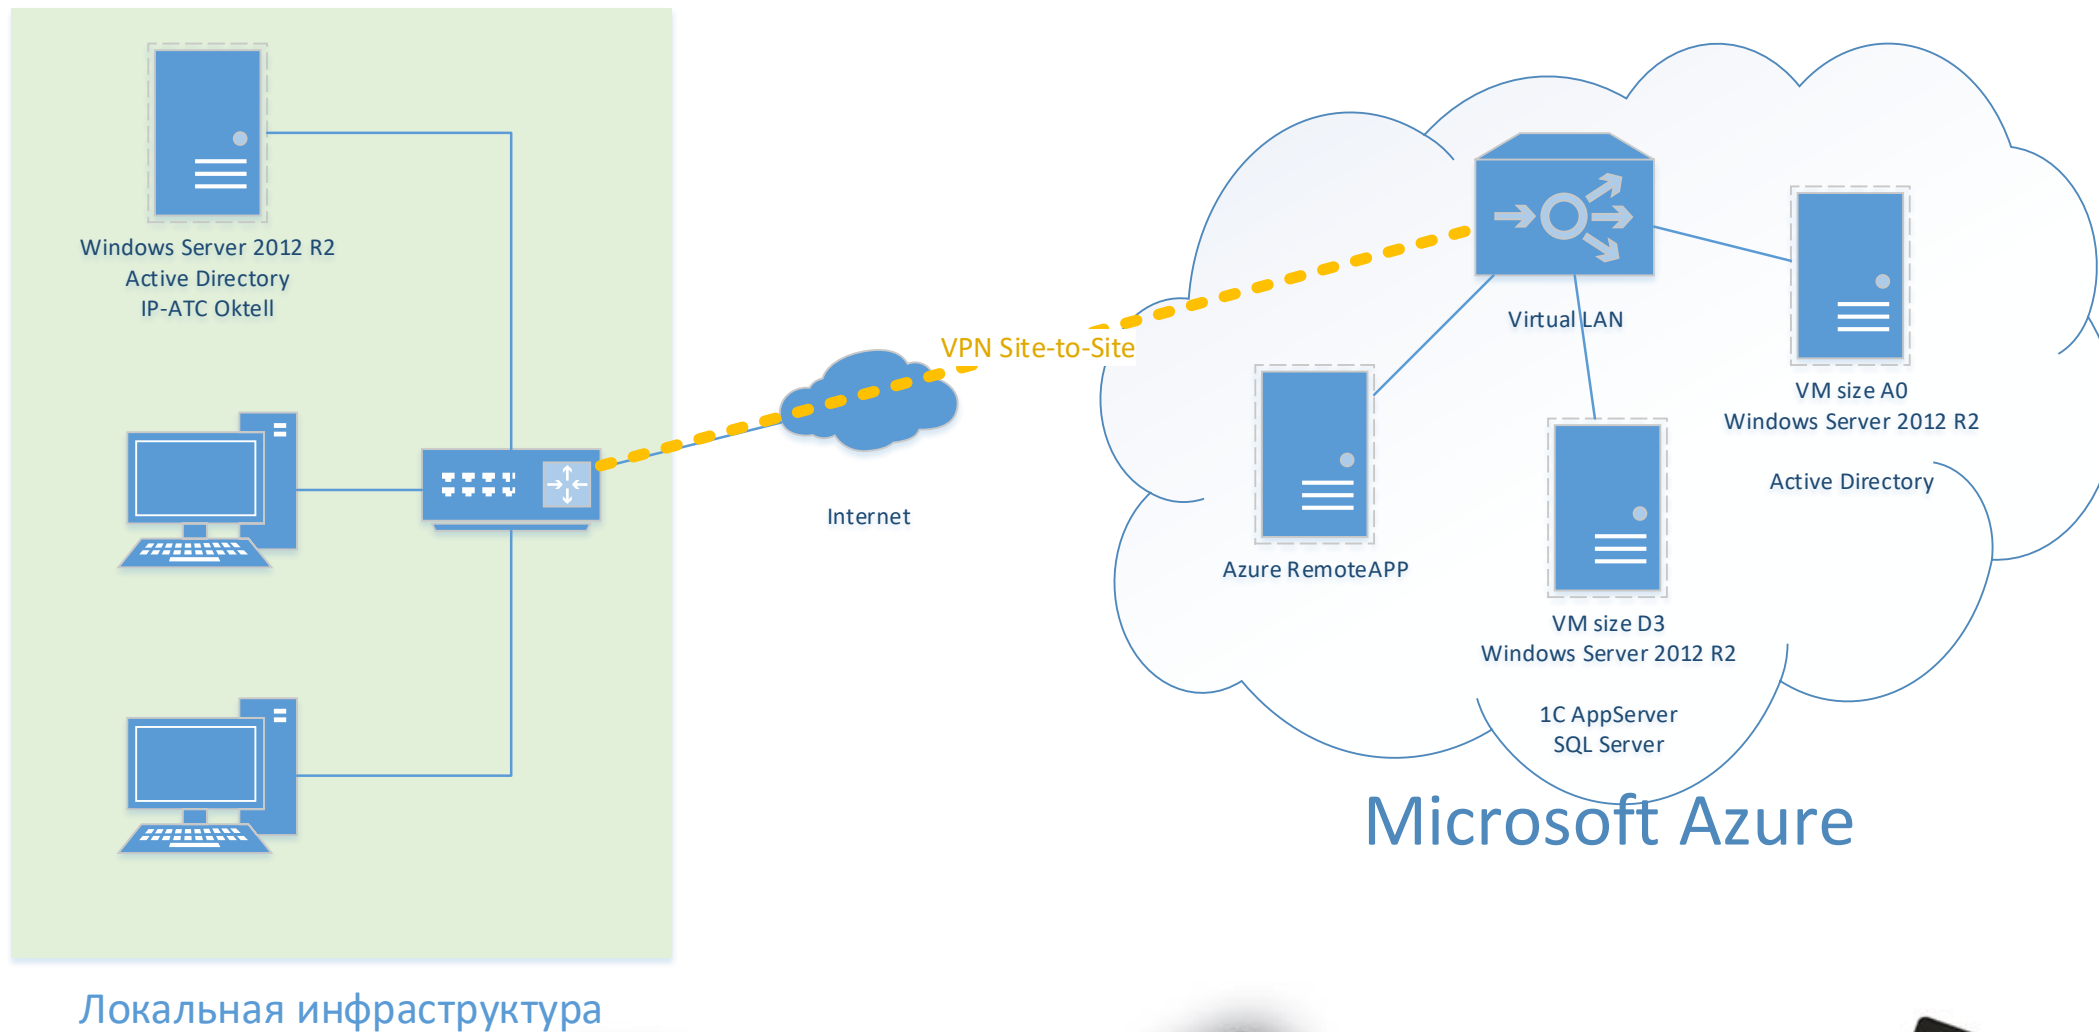 Windows Server 2012 R2
Active Directory
IP-ATC Oktell
VPN Site-to-Site
Internet
Virtual LAN
VM size A0
Windows Server 2012 R2
Active Directory
Azure RemoteAPP
VM size D3
Windows Server 2012 R2
1C AppServer
SQL Server
Microsoft Azure
Локальная инфраструктура